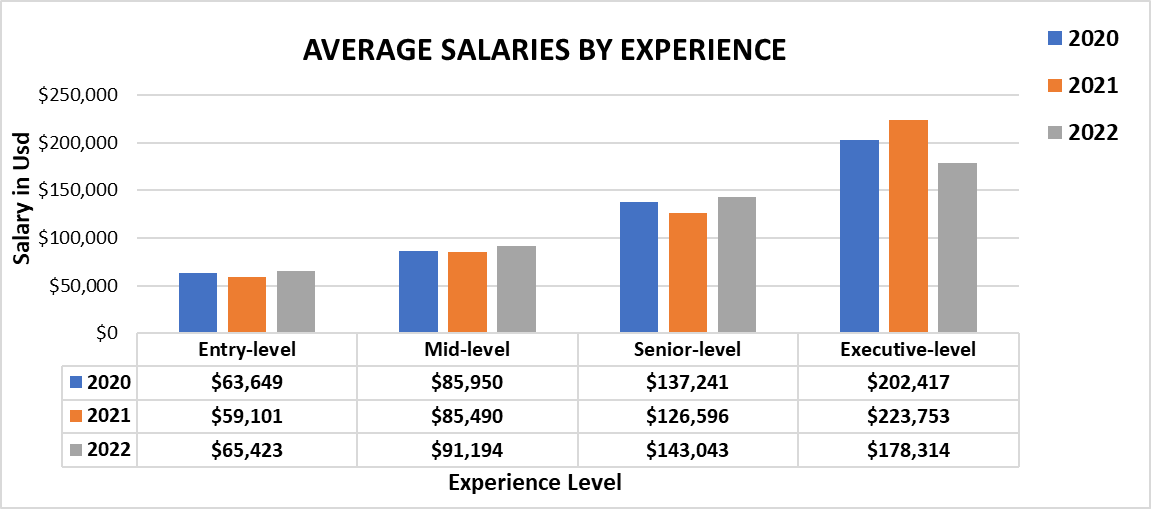 AVERAGE SALARIES BY EXPERIENCE
2020
2021
2022
Salary in Usd
$250,000
$200,000
$150,000
$100,000
$50,000
$0
Entry-level Mid-level Senior-level Executive-level
2020 $63,649 $85,950 $137,241 $202,417
2021 $59,101 $85,490 $126,596 $223,753
2022 $65,423 $91,194 $143,043 $178,314
Experience Level